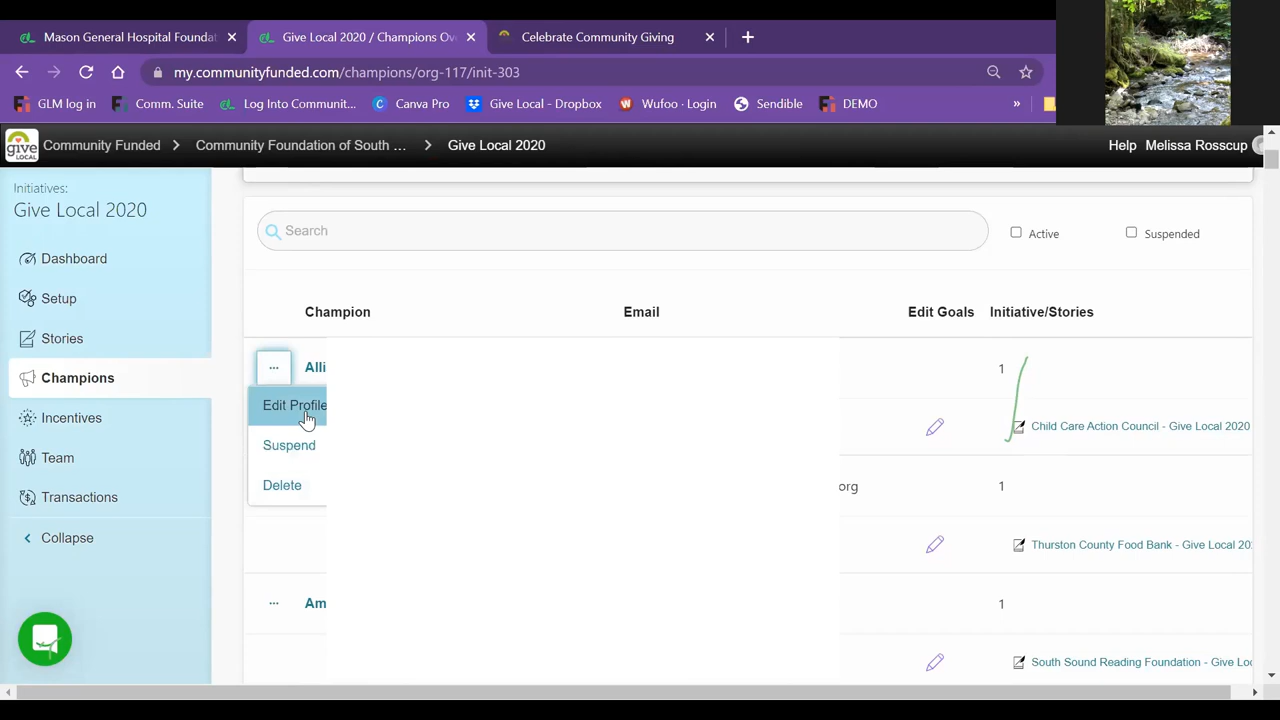 Mason General Hospital Foundat
Give Local 2020 / Champions Ov
Celebrate Community Giving
my.communityfunded.com/champions/org-117/init-303
GLM log in
Comm. Suite
Log Into Communit...
Canva Pro
Give Local - Dropbox
Wufoo · Login
Sendible
DEMO
»
give LOCAL
Community Funded
Community Foundation of South ...
Give Local 2020
Help
Melissa Rosscup
Initiatives:
Give Local 2020
Dashboard
Setup
Stories
Champions
Incentives
Team
Transactions
Collapse
Search
Active
Suspended
Champion
Email
Edit Goals
Initiative/Stories
... Alli
1
Edit Profile
Child Care Action Council - Give Local 2020
Suspend
Delete
org
1
Thurston County Food Bank - Give Local 20
... Am
1
South Sound Reading Foundation - Give Loc